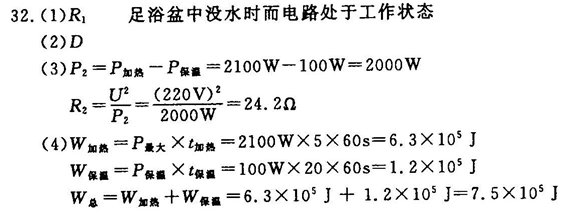 32.(1)R₁ 足浴盆中没水时而电路处于工作状态
(2)D
(3)P₂=P加热-P保温=2100W-100W=2000W
R₂=U²/P₂=(220V)²/2000W=24.2Ω
(4)W加热=P最大×t加热=2100W×5×60s=6.3×10⁵ J
W保温=P保温×t保温=100W×20×60s=1.2×10⁵ J
W总=W加热+W保温=6.3×10⁵ J + 1.2×10⁵ J=7.5×10⁵ J